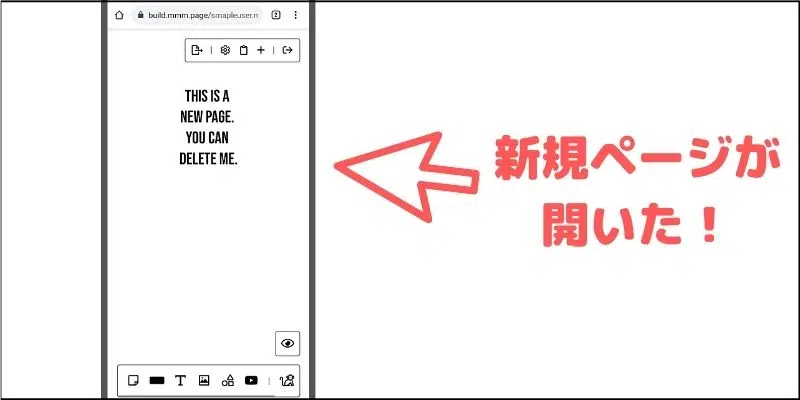 build.mmm.page/smapleuser.n
2
THIS IS A
NEW PAGE.
YOU CAN
DELETE ME.
新規ページが
開いた！
T